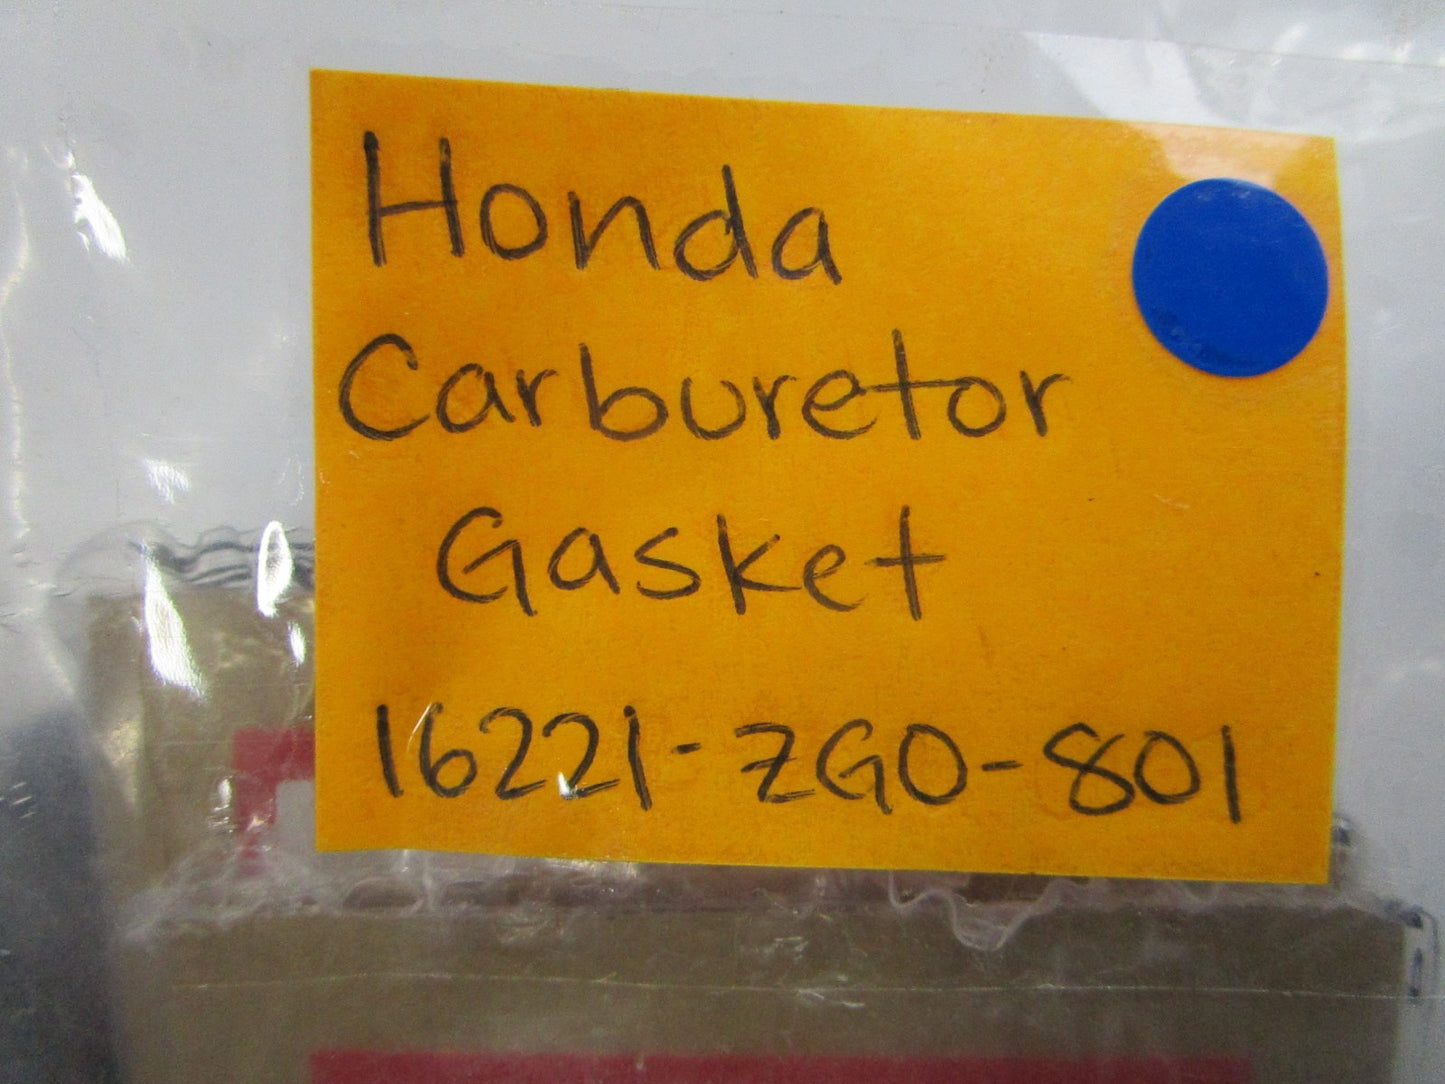 Honda
Carburetor
Gasket
16221-ZG0-801